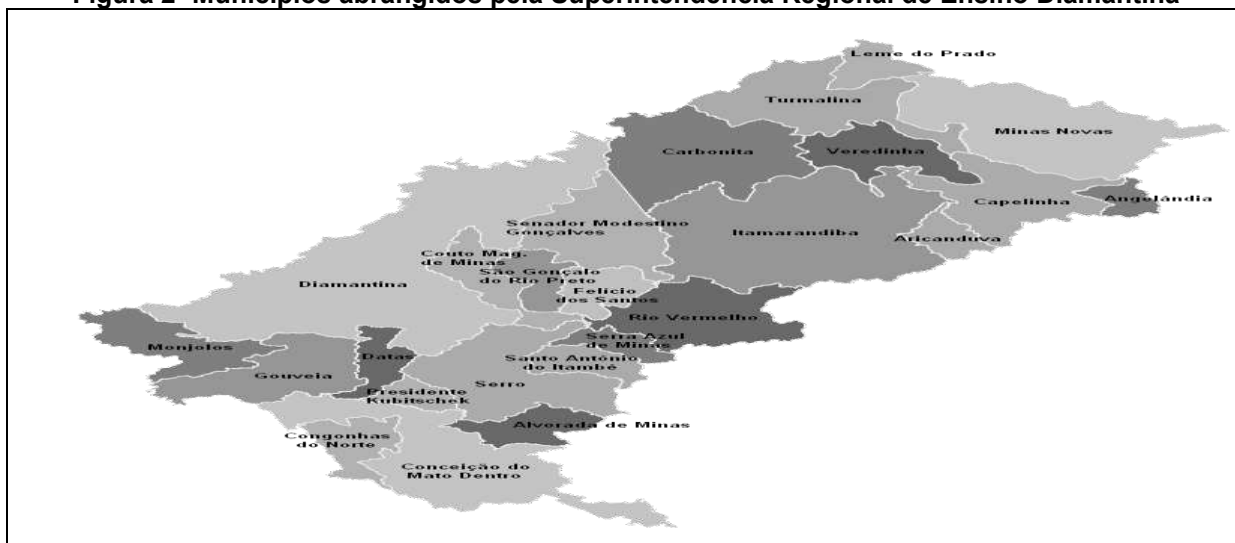 Figura 2- Municípios abrangidos pela Superintendência Regional de Ensino Diamantina
Leme do Prado
Turmalina
Minas Novas
Carbonita
Veredinha
Capelinha
Angelândia
Senador Modestino
Gonçalves
Itamarandiba
Aricanduva
Couto Mag.
de Minas
São Gonçalo
do Rio Preto
Diamantina
Felício
dos Santos
Rio Vermelho
Monjolos
Datas
Serra Azul
de Minas
Gouveia
Santo Antônio
do Itambé
Serro
Presidente
Kubitschek
Alvorada de Minas
Congonhas
do Norte
Conceição do
Mato Dentro